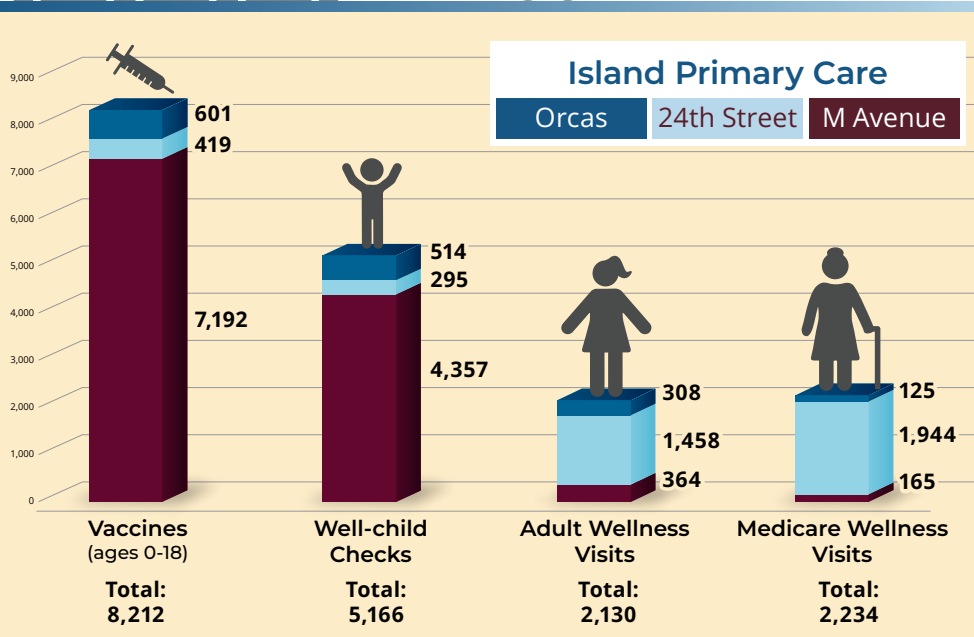 Island Primary Care
Orcas 24th Street M Avenue
9,000
8,000
7,000
6,000
5,000
4,000
3,000
2,000
1,000
0
601
419
7,192
514
295
4,357
308
1,458
364
125
1,944
165
Vaccines
(ages 0-18)
Total:
8,212
Well-child
Checks
Total:
5,166
Adult Wellness
Visits
Total:
2,130
Medicare Wellness
Visits
Total:
2,234